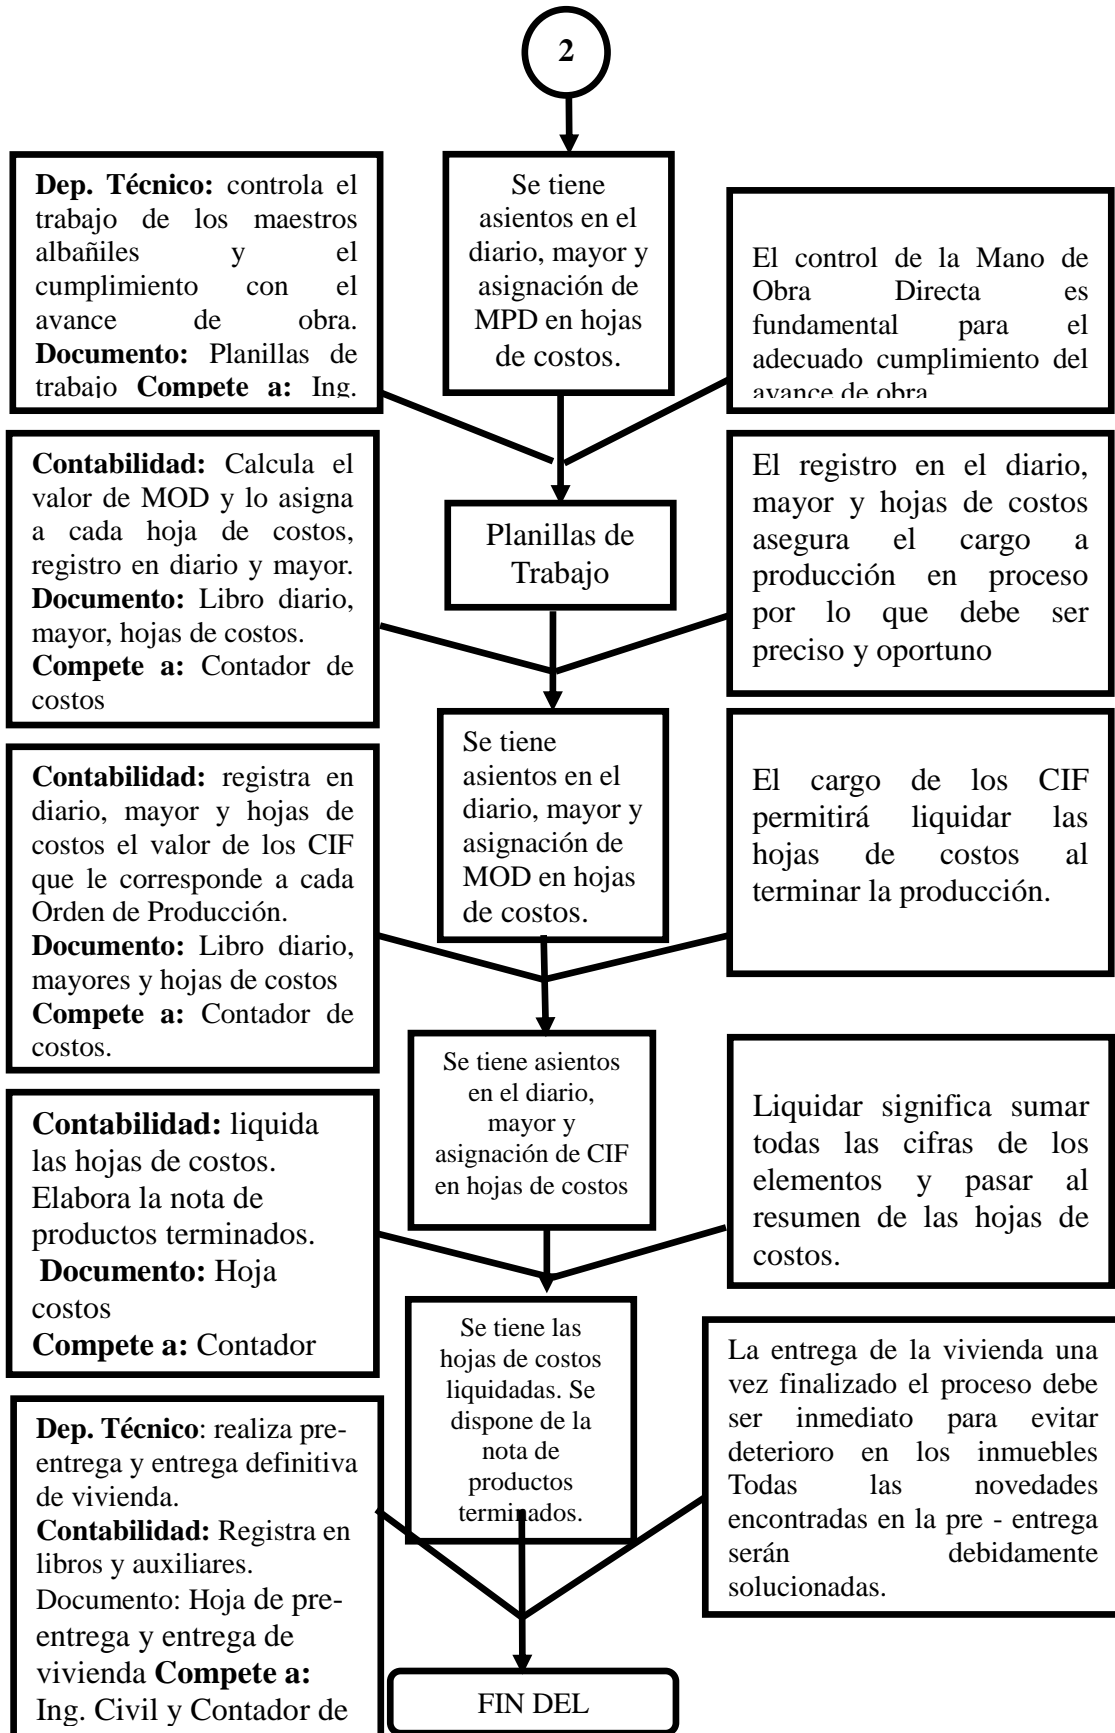 2
Dep. Técnico: controla el
trabajo de los maestros
albañiles y el
cumplimiento con el
avance de obra.
Documento: Planillas de
trabajo Compete a: Ing.
Se tiene
asientos en el
diario, mayor y
asignación de
MPD en hojas
de costos.
El control de la Mano de
Obra Directa es
fundamental para el
adecuado cumplimiento del
avance de obra
Contabilidad: Calcula el
valor de MOD y lo asigna
a cada hoja de costos,
registro en diario y mayor.
Documento: Libro diario,
mayor, hojas de costos.
Compete a: Contador de
costos
Planillas de
Trabajo
El registro en el diario,
mayor y hojas de costos
asegura el cargo a
producción en proceso
por lo que debe ser
preciso y oportuno
Contabilidad: registra en
diario, mayor y hojas de
costos el valor de los CIF
que le corresponde a cada
Orden de Producción.
Documento: Libro diario,
mayores y hojas de costos
Compete a: Contador de
costos.
Se tiene
asientos en el
diario, mayor y
asignación de
MOD en hojas
de costos.
El cargo de los CIF
permitirá liquidar las
hojas de costos al
terminar la producción.
Se tiene asientos
en el diario,
mayor y
asignación de CIF
en hojas de costos
Contabilidad: liquida
las hojas de costos.
Elabora la nota de
productos terminados.
Documento: Hoja
costos
Compete a: Contador
Liquidar significa sumar
todas las cifras de los
elementos y pasar al
resumen de las hojas de
costos.
Se tiene las
hojas de costos
liquidadas. Se
dispone de la
nota de
productos
terminados.
Dep. Técnico: realiza pre-
entrega y entrega definitiva
de vivienda.
Contabilidad: Registra en
libros y auxiliares.
Documento: Hoja de pre-
entrega y entrega de
vivienda Compete a:
Ing. Civil y Contador de
La entrega de la vivienda una
vez finalizado el proceso debe
ser inmediato para evitar
deterioro en los inmuebles
Todas las novedades
encontradas en la pre - entrega
serán debidamente
solucionadas.
FIN DEL